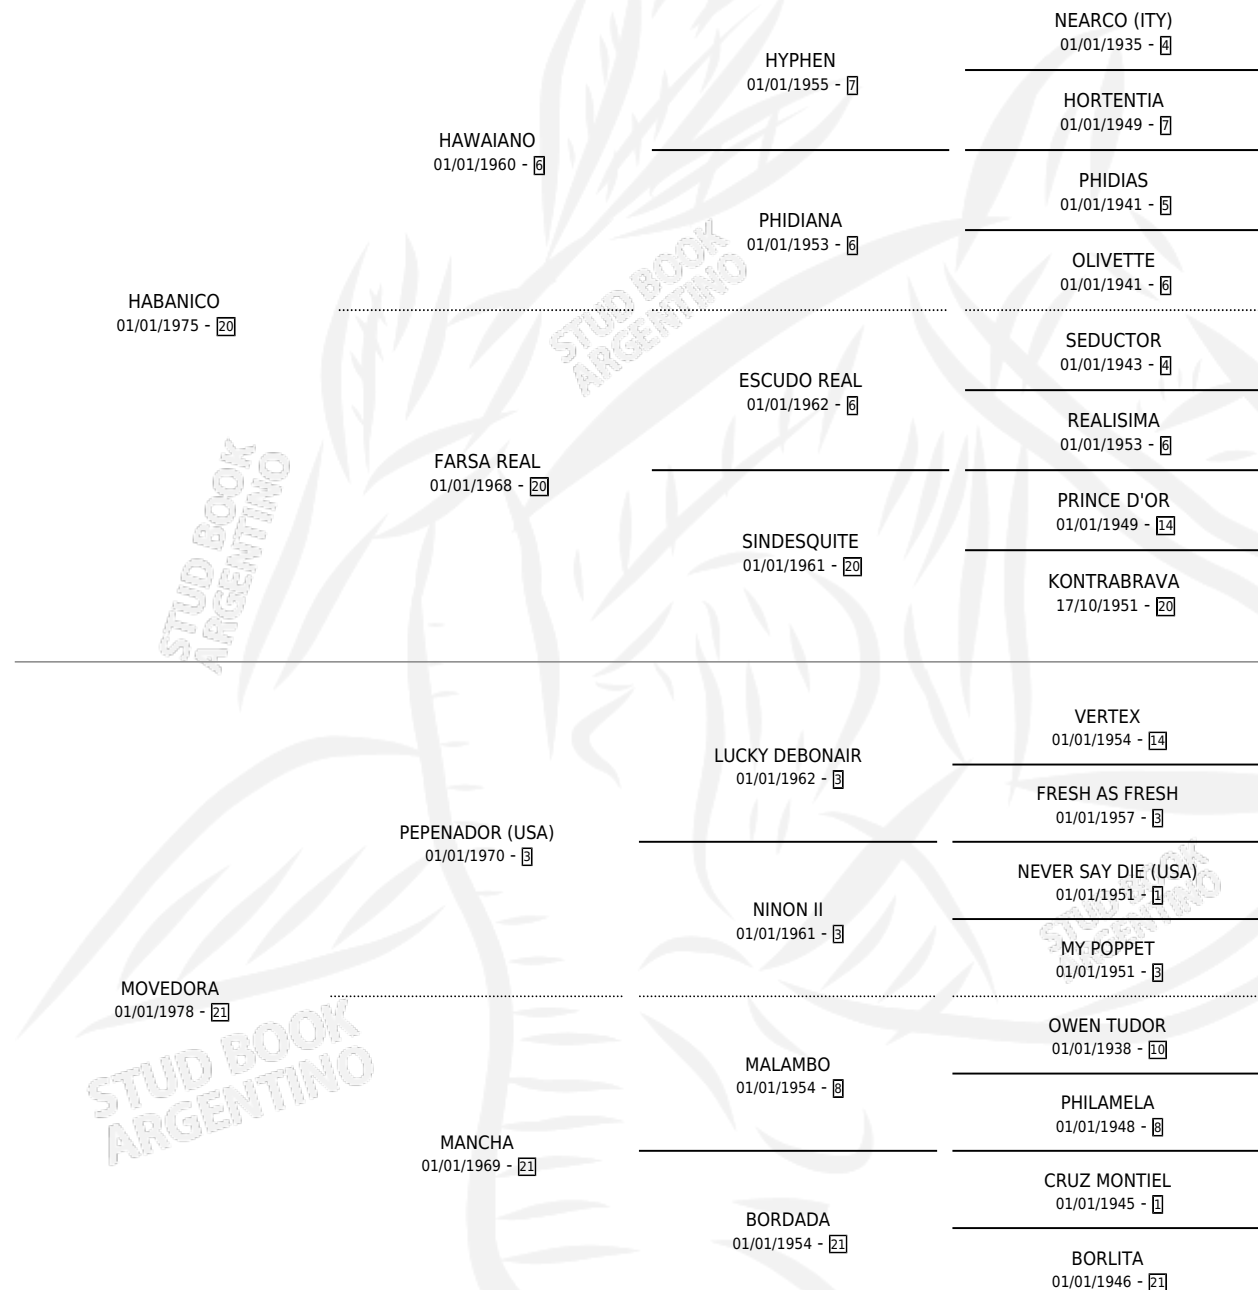 NEARCO (ITY)
01/01/1935 - 4
HYPHEN
01/01/1955 - 7
HORTENTIA
01/01/1949 - 7
HAWAIANO
01/01/1960 - 6
PHIDIAS
01/01/1941 - 5
PHIDIANA
01/01/1953 - 6
OLIVETTE
01/01/1941 - 6
HABANICO
01/01/1975 - 20
SEDUCTOR
01/01/1943 - 4
ESCUDO REAL
01/01/1962 - 6
REALISIMA
01/01/1953 - 6
FARSA REAL
01/01/1968 - 20
PRINCE D'OR
01/01/1949 - 14
SINDESQUITE
01/01/1961 - 20
KONTRABRAVA
17/10/1951 - 20
VERTEX
01/01/1954 - 14
LUCKY DEBONAIR
01/01/1962 - 3
FRESH AS FRESH
01/01/1957 - 3
PEPENADOR (USA)
01/01/1970 - 3
NEVER SAY DIE (USA)
01/01/1951 - 1
NINON II
01/01/1961 - 3
MY POPPET
01/01/1951 - 3
MOVEDORA
01/01/1978 - 21
OWEN TUDOR
01/01/1938 - 10
MALAMBO
01/01/1954 - 8
PHILAMELA
01/01/1948 - 8
MANCHA
01/01/1969 - 21
CRUZ MONTIEL
01/01/1945 - 1
BORDADA
01/01/1954 - 21
BORLITA
01/01/1946 - 21
STUD BOOK
ARGENTINO
STUD BOOK
ARGENTINO
STUD BOOK
ARGENTINO
STUD BOOK
ARGENTINO